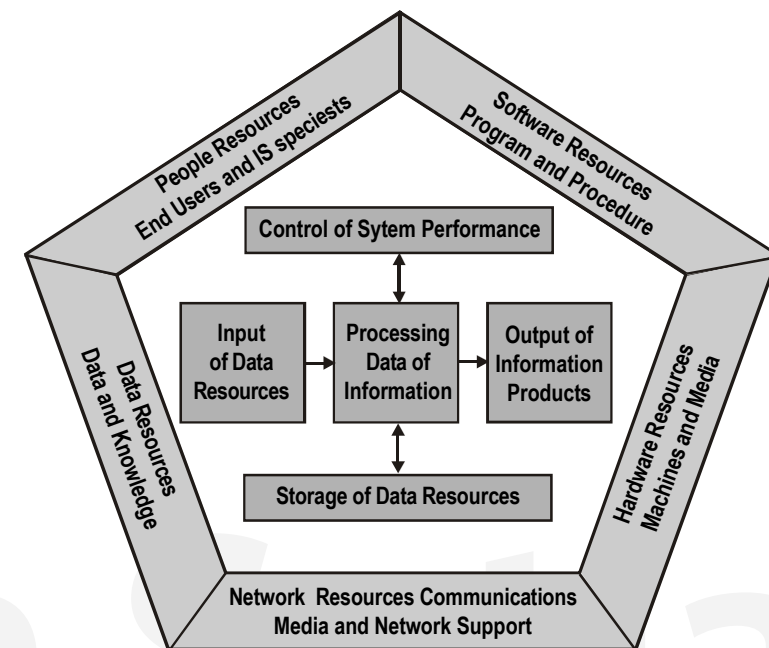 People Resources
End Users and IS speciests
Software Resources
Program and Procedure
Control of Sytem Performance
Input
of Data
Resources
Processing
Data of
Information
Output of
Information
Products
Data Resources
Data and Knowledge
Hardware Resources
Machines and Media
Storage of Data Resources
Network Resources Communications
Media and Network Support